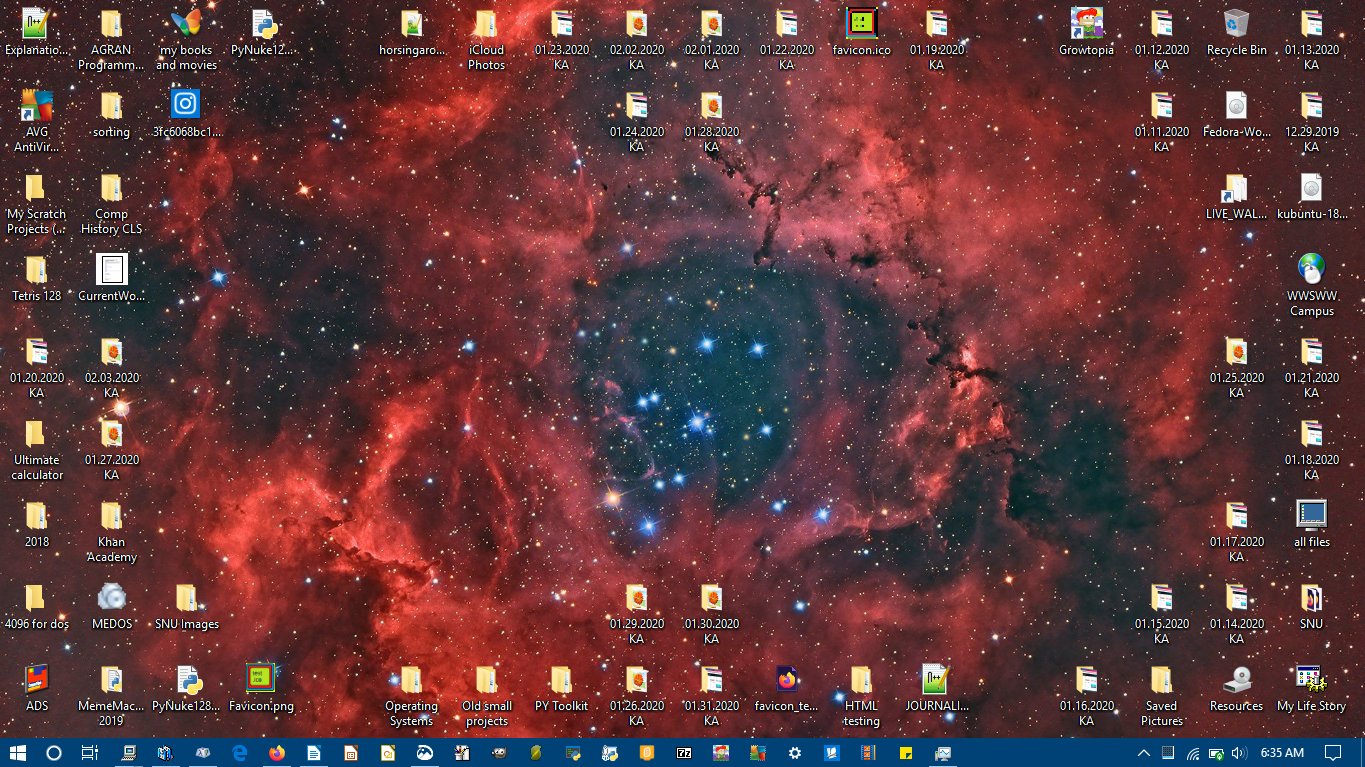 Explanatio...
AGRAN
Programm...
my books
and movies
PyNuke12...
horsingaro...
iCloud
Photos
01.23.2020
KA
02.02.2020
KA
02.01.2020
KA
01.22.2020
KA
favicon.ico
01.19.2020
KA
Growtopia
01.12.2020
KA
Recycle Bin
01.13.2020
KA
AVG
AntiVir...
sorting
3fc6068bc1...
01.24.2020
KA
01.28.2020
KA
01.11.2020
KA
Fedora-Wo...
12.29.2019
KA
My Scratch
Projects (...
Comp
History CLS
LIVE_WAL...
kubuntu-18...
Tetris 128
CurrentWo...
WWSWW
Campus
01.20.2020
KA
02.03.2020
KA
01.25.2020
KA
01.21.2020
KA
Ultimate
calculator
01.27.2020
KA
01.18.2020
KA
2018
Khan
Academy
01.17.2020
KA
all files
4096 for dos
MEDOS
SNU Images
01.29.2020
KA
01.30.2020
KA
01.15.2020
KA
01.14.2020
KA
SNU
ADS
MemeMac...
2019
PyNuke128...
Favicon.png
Operating
Systems
Old small
projects
PY Toolkit
01.26.2020
KA
01.31.2020
KA
favicon_te...
HTML
testing
JOURNALI...
01.16.2020
KA
Saved
Pictures
Resources
My Life Story
6:35 AM